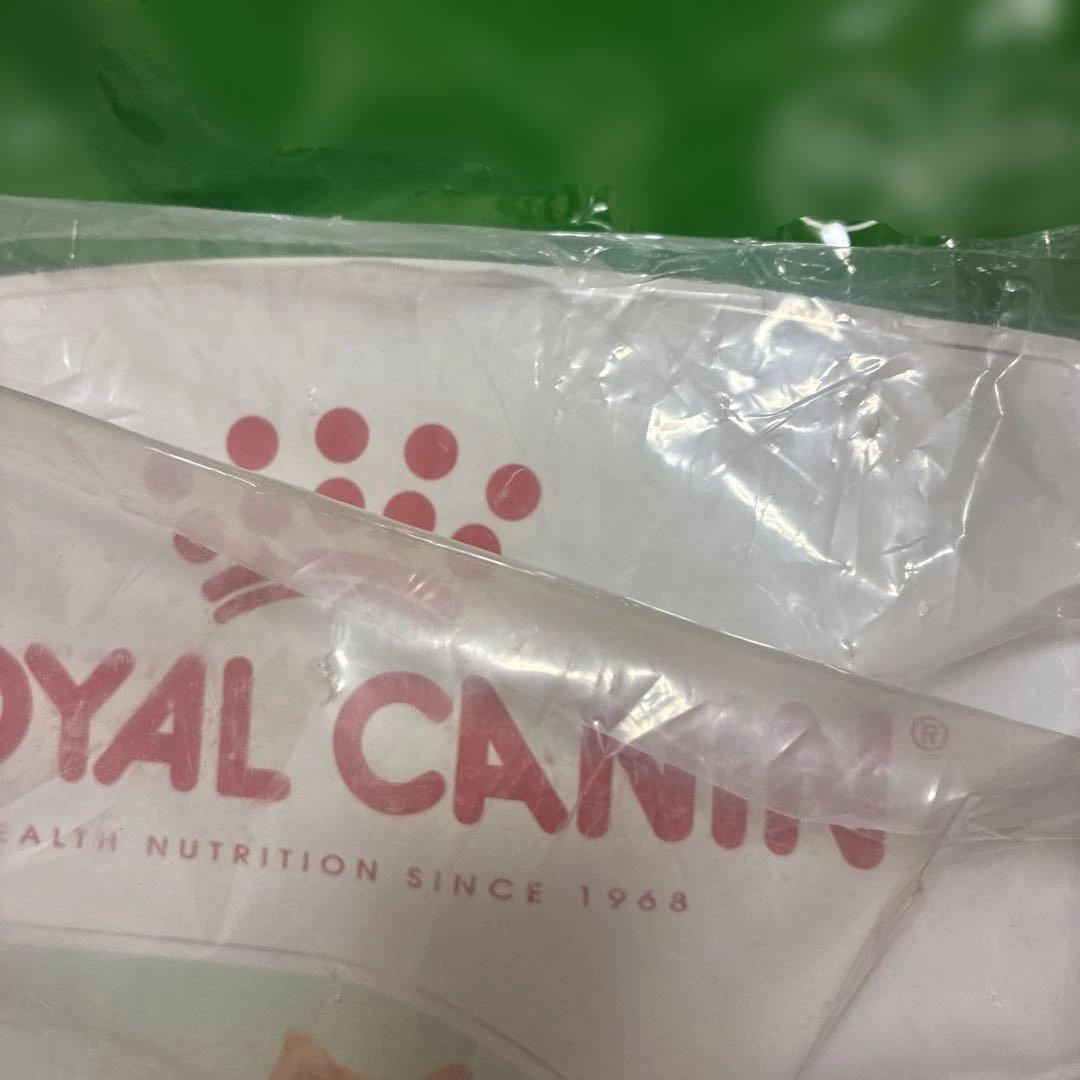 OYAL CANIN®
EALTH NUTRITION SINCE 1968